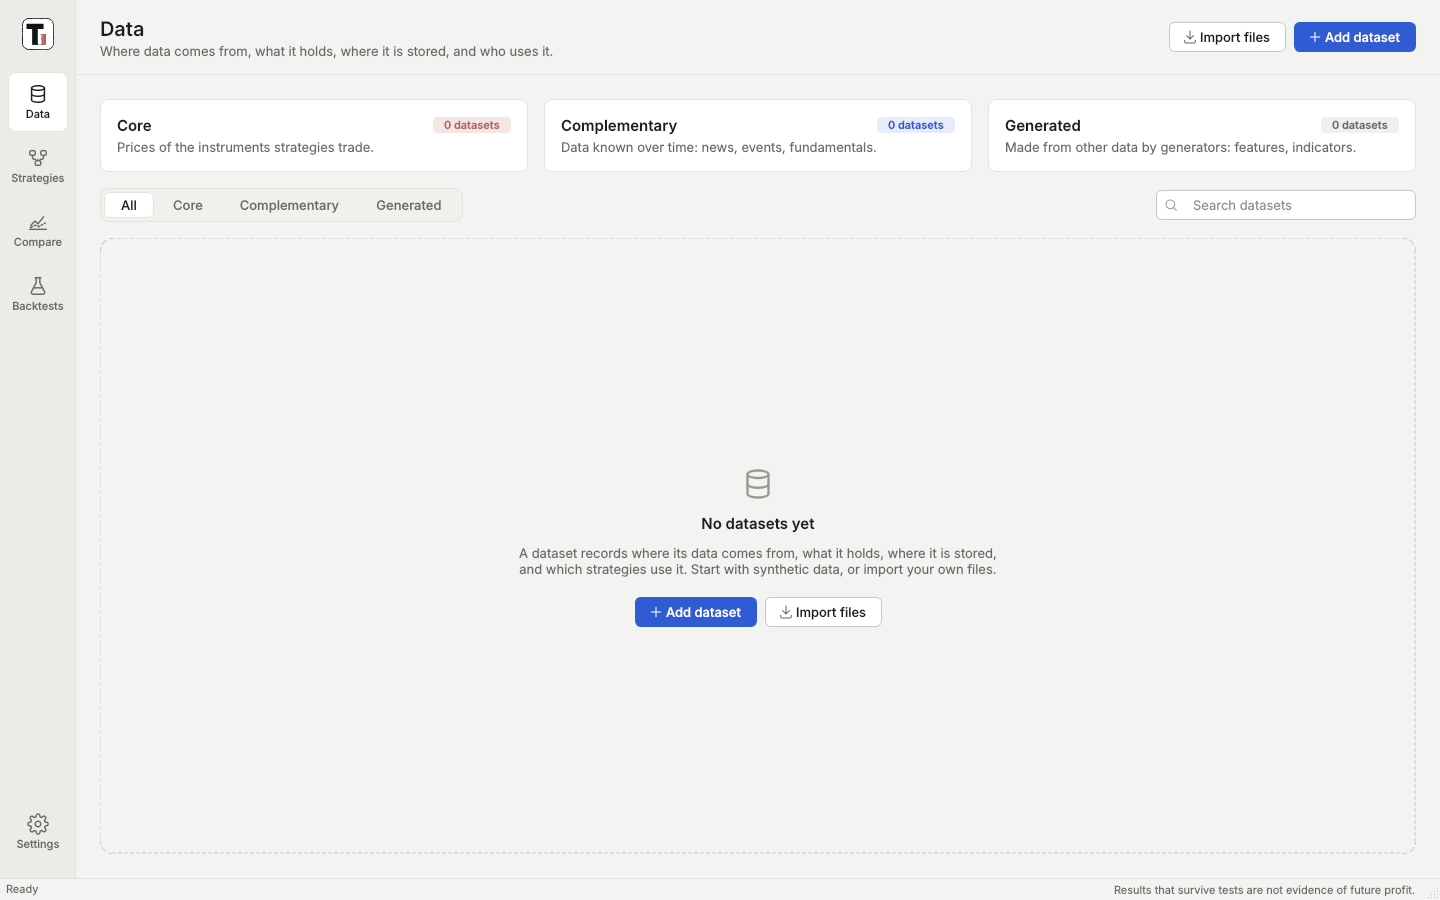 Data
Where data comes from, what it holds, where it is stored, and who uses it.
Import files
Add dataset
Data
Strategies
Compare
Backtests
Settings
Core
0 datasets
Prices of the instruments strategies trade.
Complementary
0 datasets
Data known over time: news, events, fundamentals.
Generated
0 datasets
Made from other data by generators: features, indicators.
All
Core
Complementary
Generated
Search datasets
No datasets yet
A dataset records where its data comes from, what it holds, where it is stored,
and which strategies use it. Start with synthetic data, or import your own files.
Add dataset
Import files
Ready
Results that survive tests are not evidence of future profit.